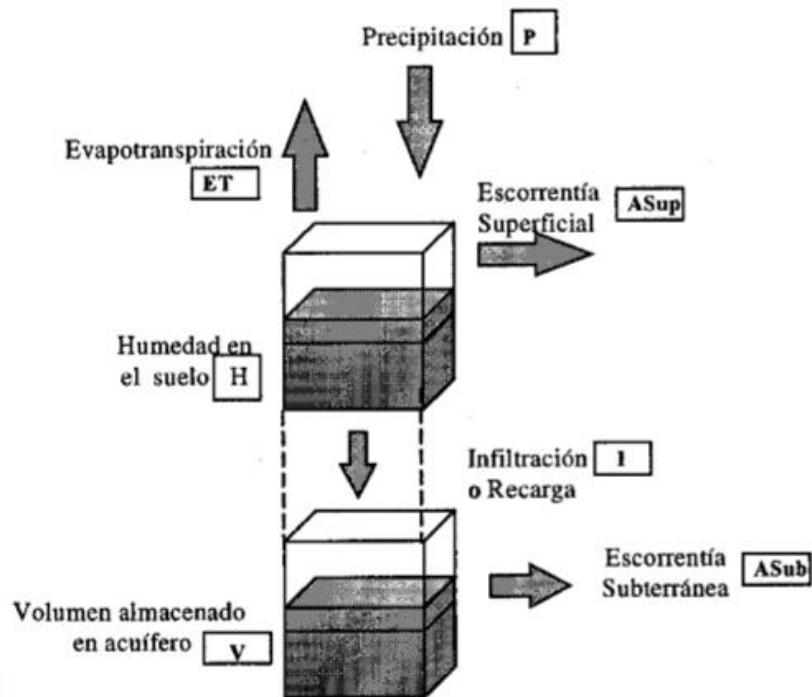 Precipitación P
Evapotranspiración
ET
Escorrentía
Superficial ASup
Humedad en
el suelo H
Infiltración I
o Recarga
Escorrentía
Subterránea ASub
Volumen almacenado
en acuífero V